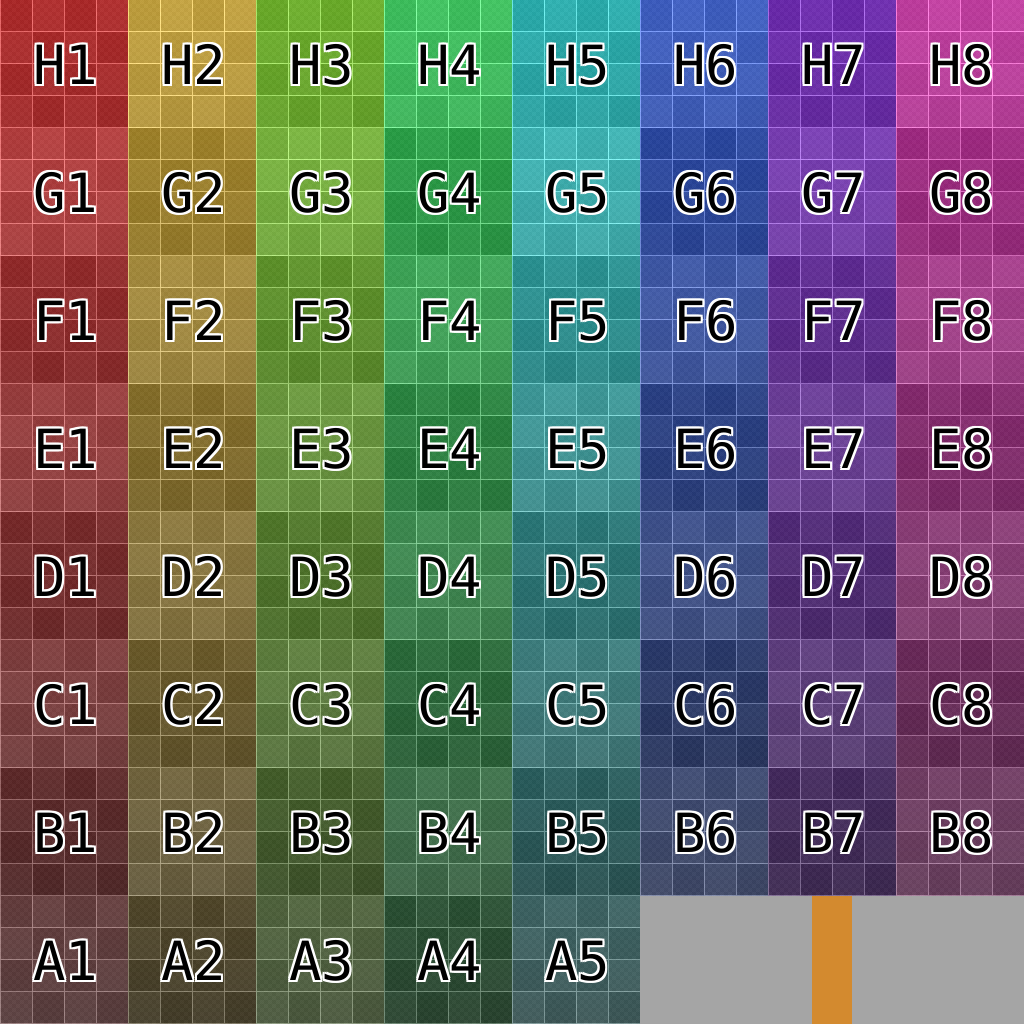 H1 H2 H3 H4 H5 H6 H7 H8
G1 G2 G3 G4 G5 G6 G7 G8
F1 F2 F3 F4 F5 F6 F7 F8
E1 E2 E3 E4 E5 E6 E7 E8
D1 D2 D3 D4 D5 D6 D7 D8
C1 C2 C3 C4 C5 C6 C7 C8
B1 B2 B3 B4 B5 B6 B7 B8
A1 A2 A3 A4 A5